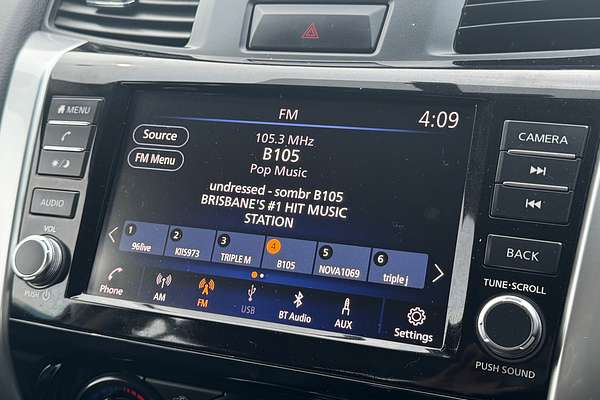 MENU
AUDIO
VOL
PUSH
FM
4:09
Source
FM Menu
105.3 MHz
B105
Pop Music
undressed - sombr B105
BRISBANE'S #1 HIT MUSIC
STATION
1 96live
2 KIIS973
3 TRIPLE M
4 B105
5 NOVA1069
6 triple j
Phone
AM
FM
USB
BT Audio
AUX
Settings
CAMERA
BACK
TUNE·SCROLL
PUSH SOUND